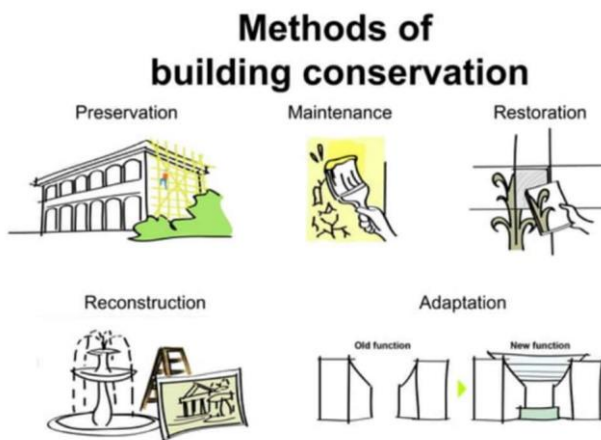 Methods of
building conservation
Preservation
Maintenance
Restoration
Reconstruction
Adaptation
Old function
New function